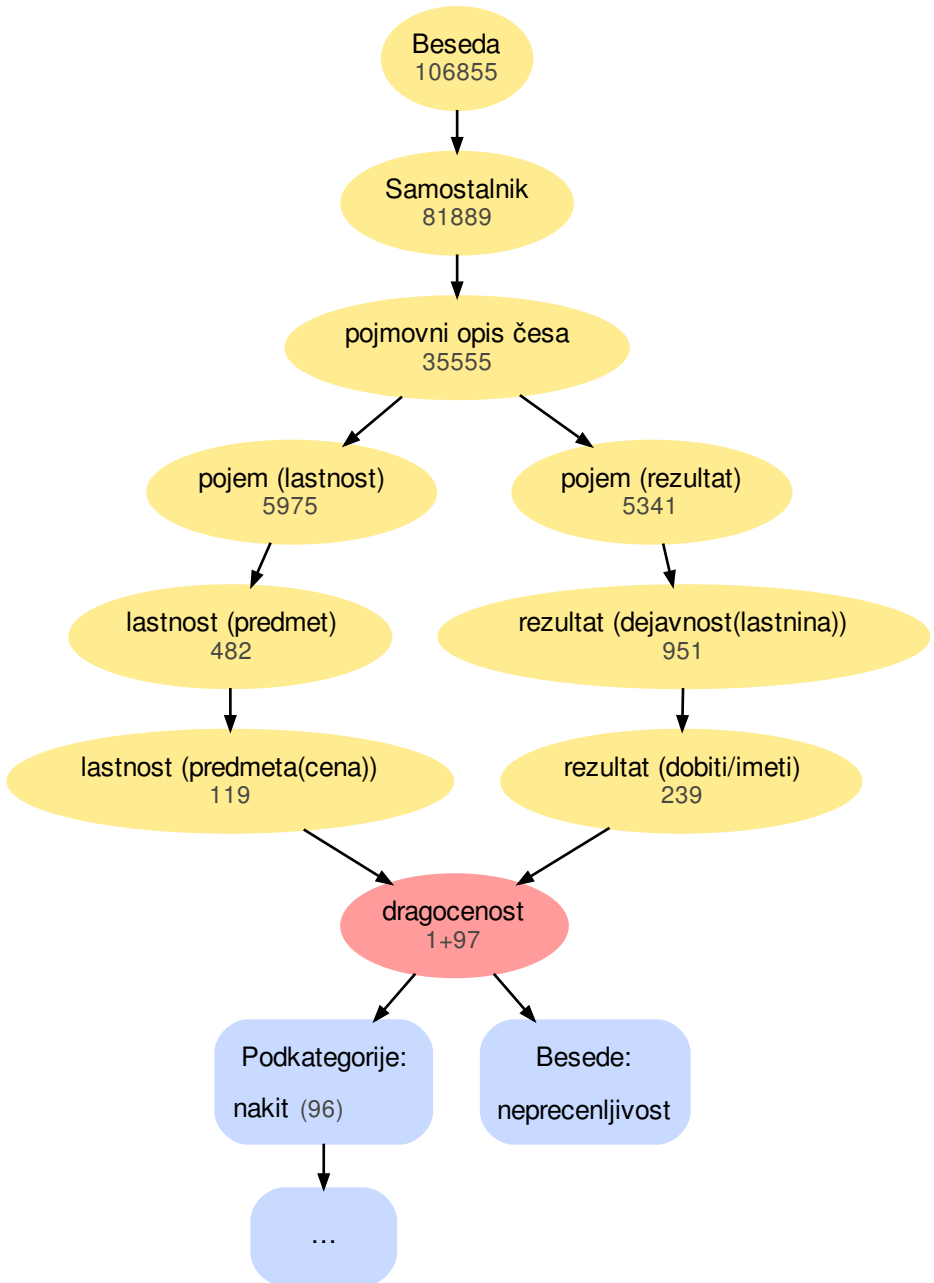 Beseda
106855
Samostalnik
81889
pojmovni opis česa
35555
pojem (lastnost)
5975
pojem (rezultat)
5341
lastnost (predmet)
482
rezultat (dejavnost(lastnina))
951
lastnost (predmeta(cena))
119
rezultat (dobiti/imeti)
239
dragocenost
1+97
Podkategorije:
nakit (96)
Besede:
neprecenljivost
…